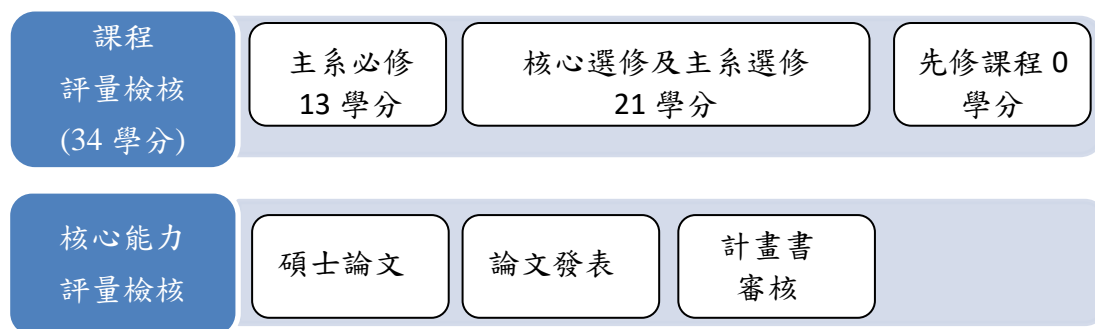 課程
評量檢核
(34 學分)
主系必修
13 學分
核心選修及主系選修
21 學分
先修課程 0
學分
核心能力
評量檢核
碩士論文
論文發表
計畫書
審核